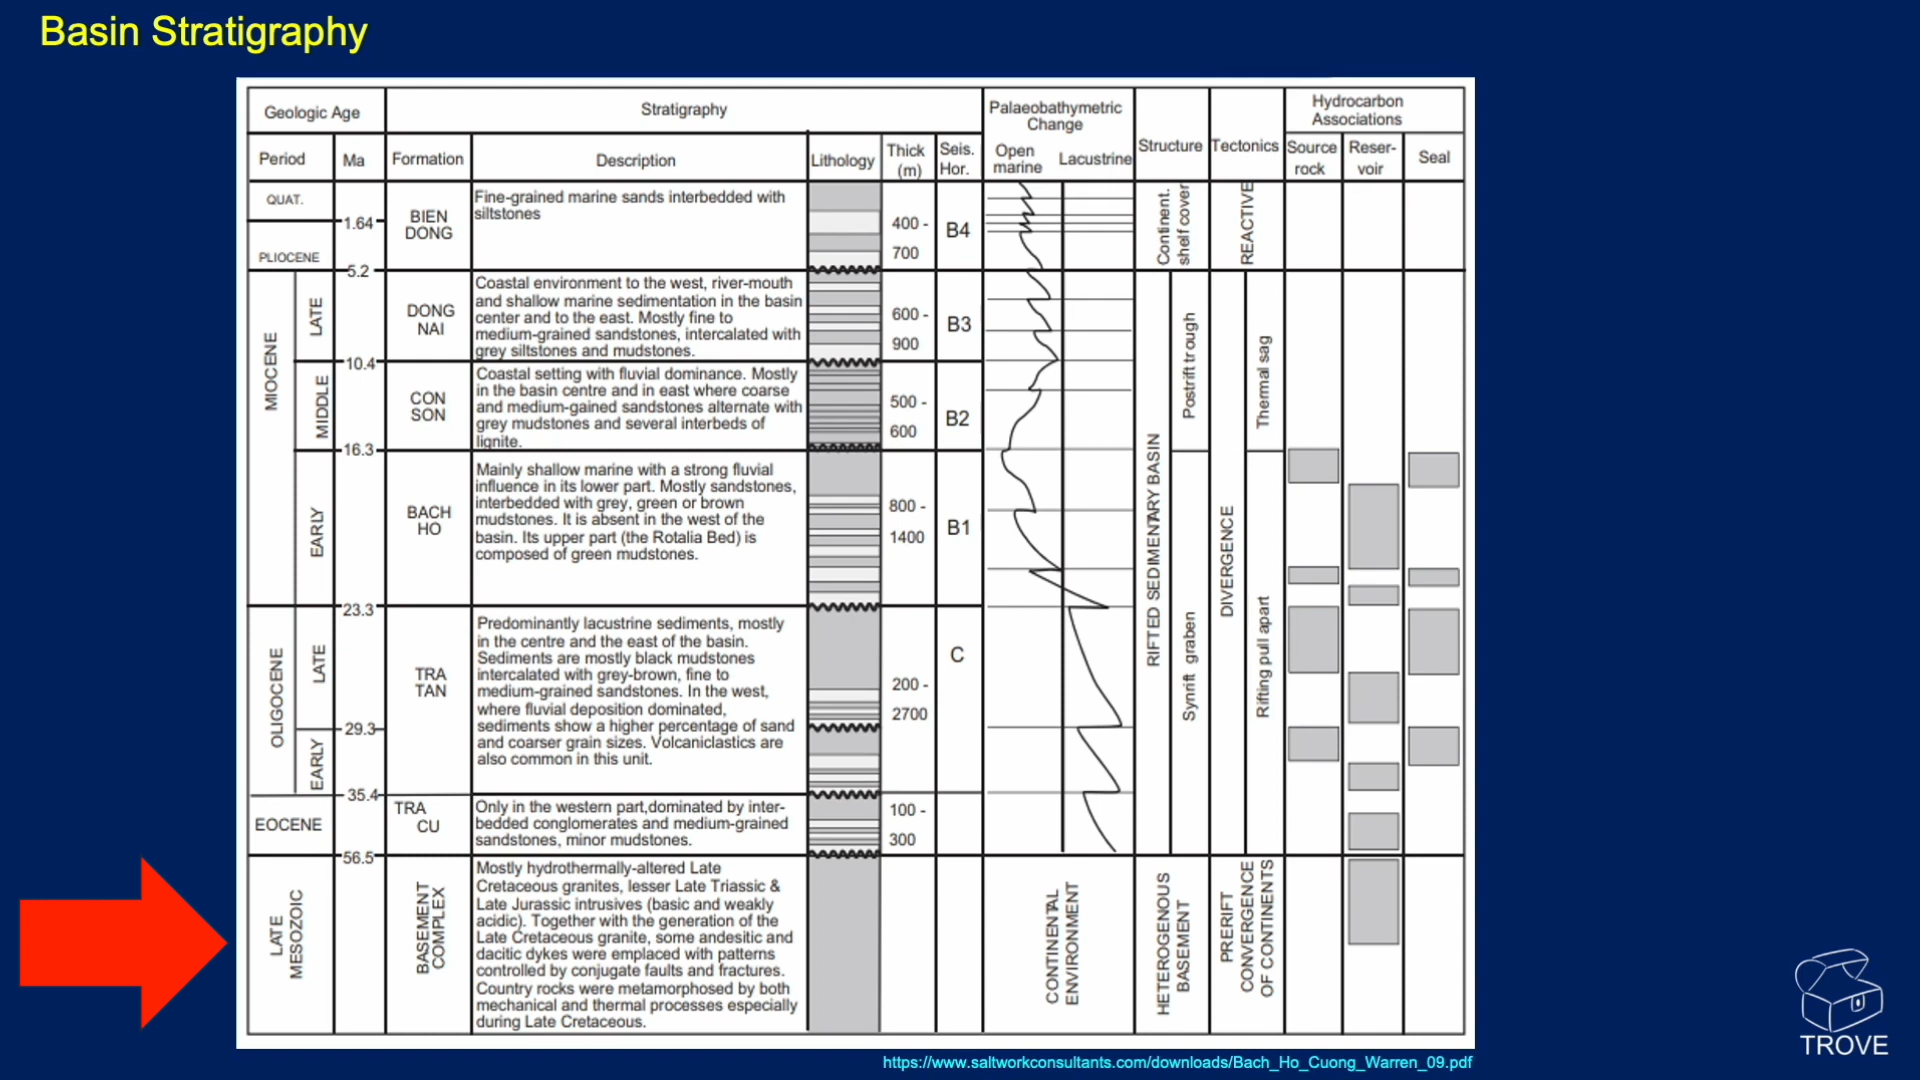 Basin Stratigraphy
Geologic Age
Stratigraphy
Palaeobathymetric
Change
Structure
Tectonics
Hydrocarbon
Associations
Period
Ma
Formation
Description
Lithology
Thick
(m)
Seis.
Hor.
Open
marine
Lacustrine
Source
rock
Reser-
voir
Seal
QUAT.
1.64
PLIOCENE
5.2
BIEN
DONG
Fine-grained marine sands interbedded with
siltstones
400 -
700
B4
Continent.
shelf cover
REACTIVE
MIOCENE
LATE
10.4
DONG
NAI
Coastal environment to the west, river-mouth
and shallow marine sedimentation in the basin
center and to the east. Mostly fine to
medium-grained sandstones, intercalated with
grey siltstones and mudstones.
600 -
900
B3
MIDDLE
16.3
CON
SON
Coastal setting with fluvial dominance. Mostly
in the basin centre and in east where coarse
and medium-gained sandstones alternate with
grey mudstones and several interbeds of
lignite.
500 -
600
B2
Postrift trough
Thermal sag
EARLY
23.3
BACH
HO
Mainly shallow marine with a strong fluvial
influence in its lower part. Mostly sandstones,
interbedded with grey, green or brown
mudstones. It is absent in the west of the
basin. Its upper part (the Rotalia Bed) is
composed of green mudstones.
800 -
1400
B1
RIFTED SEDIMENTARY BASIN
DIVERGENCE
OLIGOCENE
LATE
29.3
EARLY
35.4
TRA
TAN
Predominantly lacustrine sediments, mostly
in the centre and the east of the basin.
Sediments are mostly black mudstones
intercalated with grey-brown, fine to
medium-grained sandstones. In the west,
where fluvial deposition dominated,
sediments show a higher percentage of sand
and coarser grain sizes. Volcaniclastics are
also common in this unit.
200 -
2700
C
Synrift graben
Rifting pull apart
EOCENE
56.5
TRA
CU
Only in the western part,dominated by inter-
bedded conglomerates and medium-grained
sandstones, minor mudstones.
100 -
300
LATE
MESOZOIC
BASEMENT
COMPLEX
Mostly hydrothermally-altered Late
Cretaceous granites, lesser Late Triassic &
Late Jurassic intrusives (basic and weakly
acidic). Together with the generation of the
Late Cretaceous granite, some andesitic and
dacitic dykes were emplaced with patterns
controlled by conjugate faults and fractures.
Country rocks were metamorphosed by both
mechanical and thermal processes especially
during Late Cretaceous.
CONTINENTAL
ENVIRONMENT
HETEROGENOUS
BASEMENT
PRERIFT
CONVERGENCE
OF CONTINENTS
https://www.saltworkconsultants.com/downloads/Bach_Ho_Cuong_Warren_09.pdf
TROVE